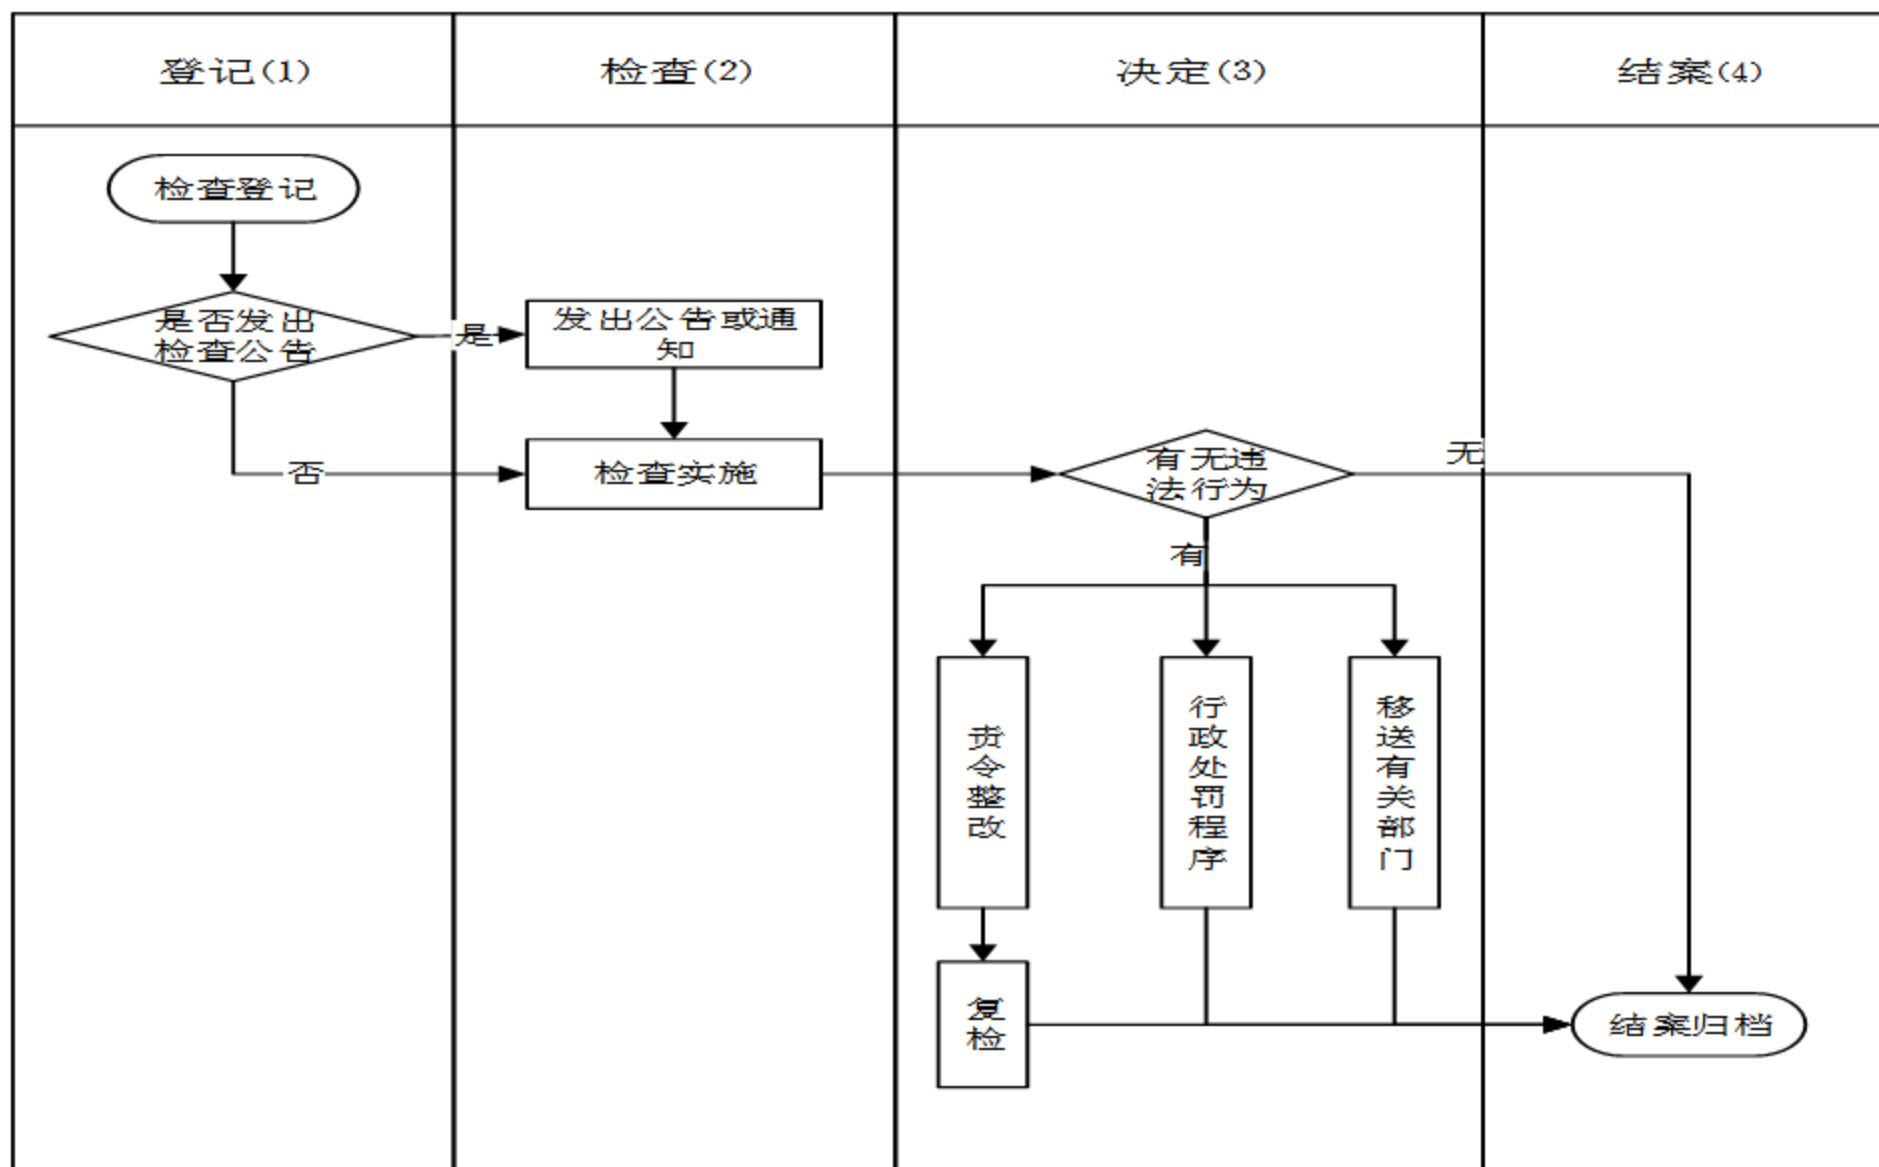 登记(1)
检查(2)
决定(3)
结案(4)
检查登记
是否发出
检查公告
是
发出公告或通
知
否
检查实施
有无违
法行为
无
有
责令整改
行政处罚程序
移送有关部门
复检
结案归档